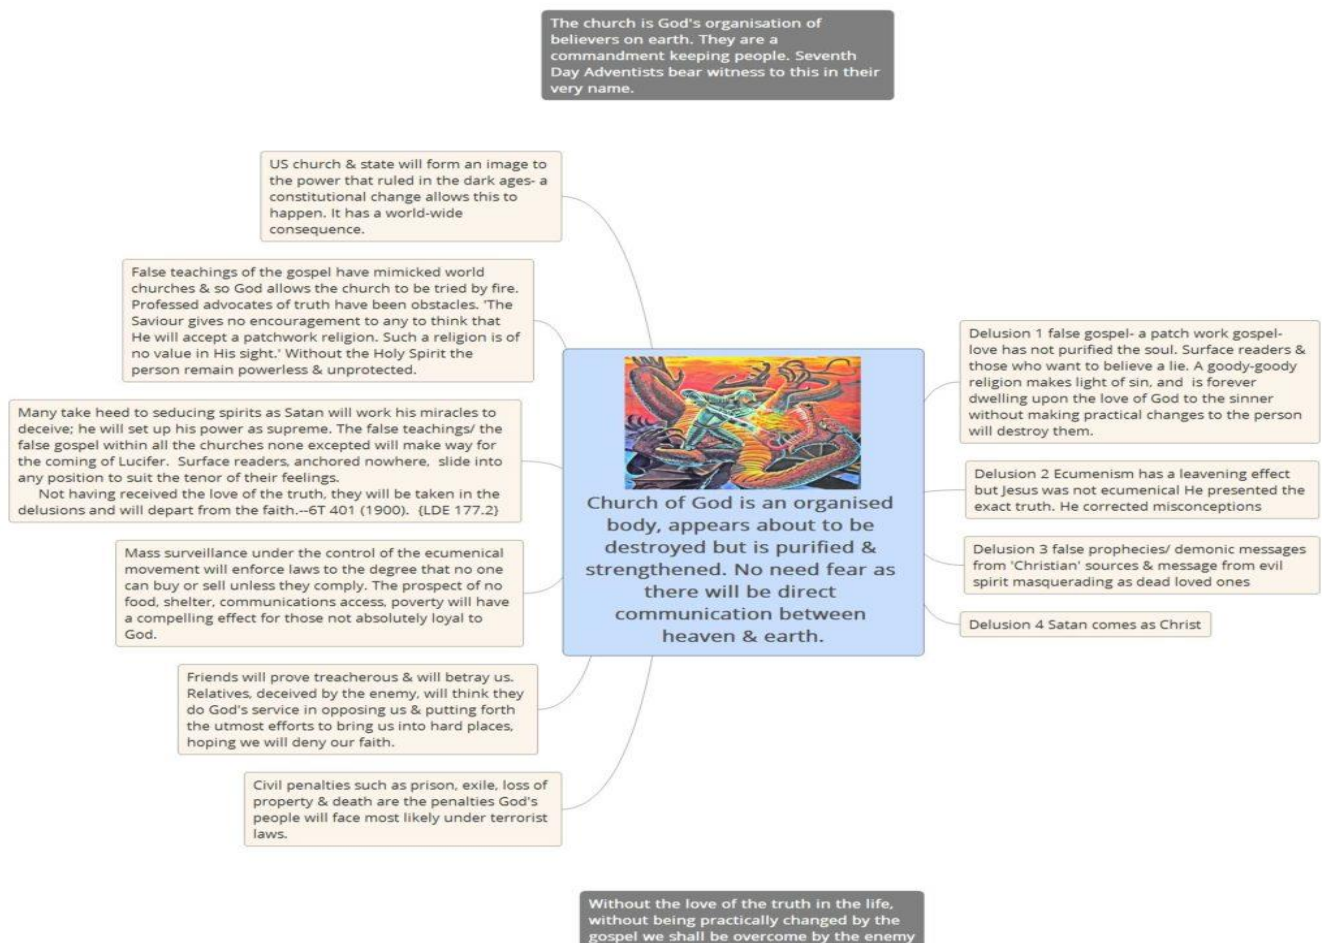 The church is God's organisation of
believers on earth. They are a
commandment keeping people. Seventh
Day Adventists bear witness to this in their
very name.
US church & state will form an image to
the power that ruled in the dark ages- a
constitutional change allows this to
happen. It has a world-wide
consequence.
False teachings of the gospel have mimicked world
churches & so God allows the church to be tried by fire.
Professed advocates of truth have been obstacles. 'The
Saviour gives no encouragement to any to think that
He will accept a patchwork religion. Such a religion is of
no value in His sight.' Without the Holy Spirit the
person remain powerless & unprotected.
Many take heed to seducing spirits as Satan will work his miracles to
deceive; he will set up his power as supreme. The false teachings/ the
false gospel within all the churches none excepted will make way for
the coming of Lucifer. Surface readers, anchored nowhere, slide into
any position to suit the tenor of their feelings.
Not having received the love of the truth, they will be taken in the
delusions and will depart from the faith.--6T 401 (1900). {LDE 177.2}
Mass surveillance under the control of the ecumenical
movement will enforce laws to the degree that no one
can buy or sell unless they comply. The prospect of no
food, shelter, communications access, poverty will have
a compelling effect for those not absolutely loyal to
God.
Friends will prove treacherous & will betray us.
Relatives, deceived by the enemy, will think they
do God's service in opposing us & putting forth
the utmost efforts to bring us into hard places,
hoping we will deny our faith.
Civil penalties such as prison, exile, loss of
property & death are the penalties God's
people will face most likely under terrorist
laws.
Church of God is an organised
body, appears about to be
destroyed but is purified &
strengthened. No need fear as
there will be direct
communication between
heaven & earth.
Delusion 1 false gospel- a patch work gospel-
love has not purified the soul. Surface readers &
those who want to believe a lie. A goody-goody
religion makes light of sin, and is forever
dwelling upon the love of God to the sinner
without making practical changes to the person
will destroy them.
Delusion 2 Ecumenism has a leavening effect
but Jesus was not ecumenical He presented the
exact truth. He corrected misconceptions
Delusion 3 false prophecies/ demonic messages
from 'Christian' sources & message from evil
spirit masquerading as dead loved ones
Delusion 4 Satan comes as Christ
Without the love of the truth in the life,
without being practically changed by the
gospel we shall be overcome by the enemy